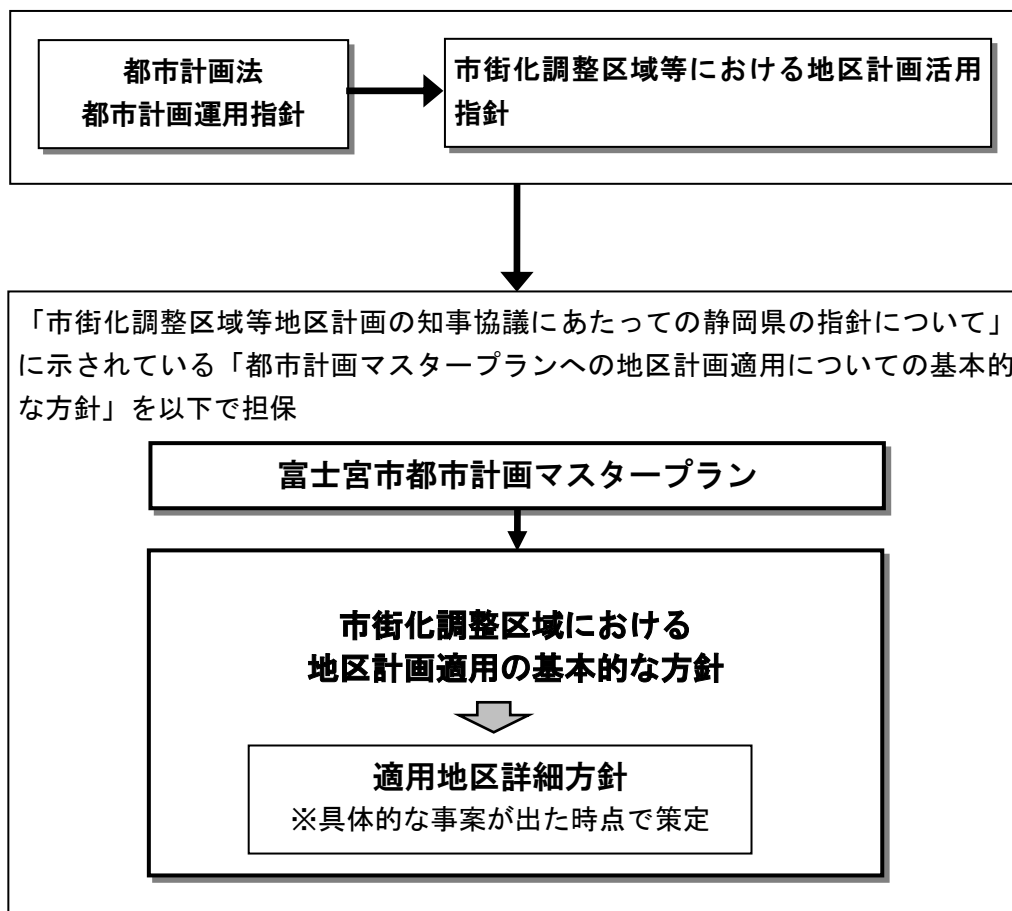 都市計画法
都市計画運用指針
市街化調整区域等における地区計画活用
指針
「市街化調整区域等地区計画の知事協議にあたっての静岡県の指針について」
に示されている「都市計画マスタープランへの地区計画適用についての基本的
な方針」を以下で担保
富士宮市都市計画マスタープラン
市街化調整区域における
地区計画適用の基本的な方針
適用地区詳細方針
※具体的な事案が出た時点で策定